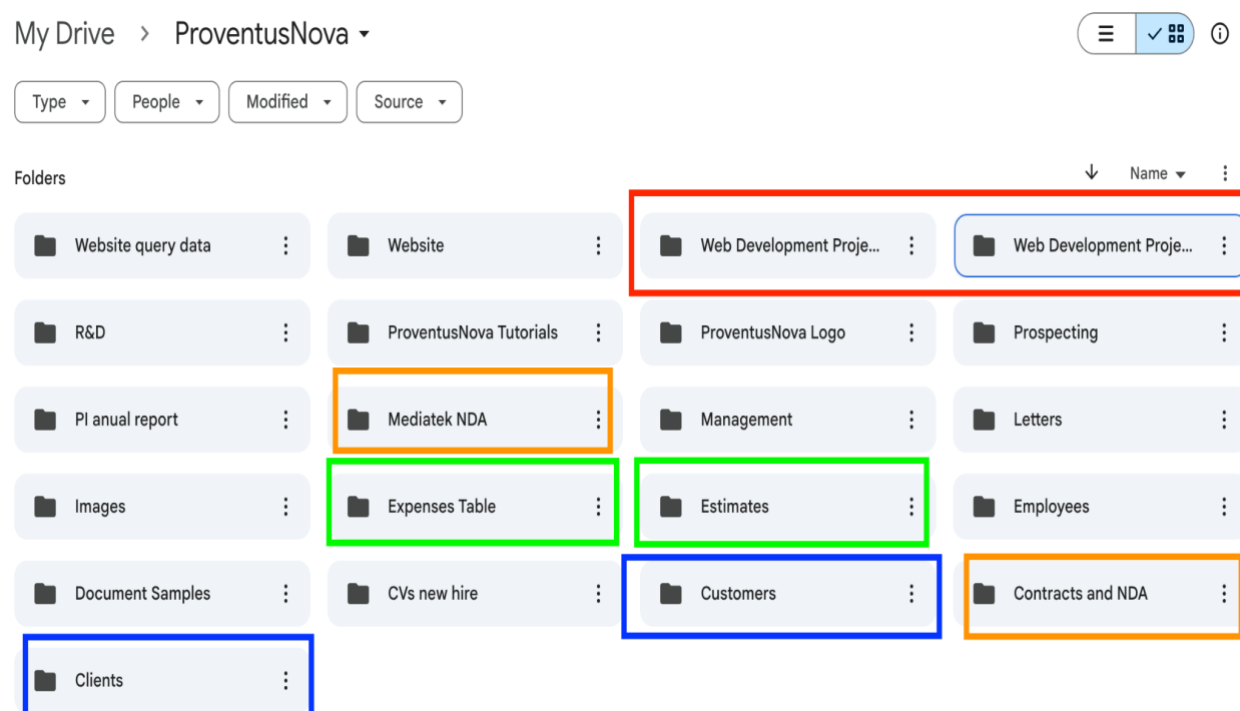 My Drive > ProventusNova
Type People Modified Source
Folders
Name
Website query data Website Web Development Proje... Web Development Proje...
R&D ProventusNova Tutorials ProventusNova Logo Prospecting
PI anual report Mediatek NDA Management Letters
Images Expenses Table Estimates Employees
Document Samples CVs new hire Customers Contracts and NDA
Clients